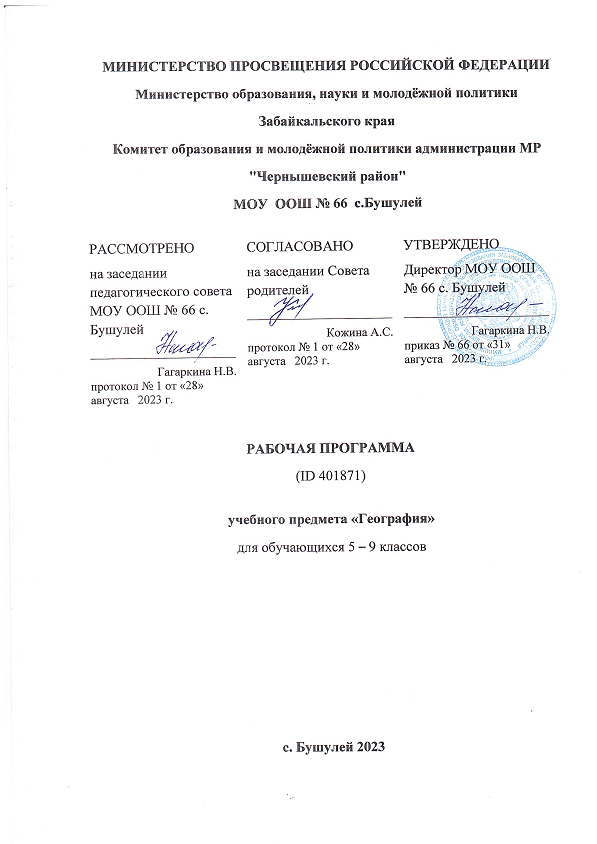 МИНИСТЕРСТВО ПРОСВЕЩЕНИЯ РОССИЙСКОЙ ФЕДЕРАЦИИ
Министерство образования, науки и молодёжной политики
Забайкальского края
Комитет образования и молодёжной политики администрации МР
"Чернышевский район"
МОУ ООШ № 66 с.Бушулей
РАССМОТРЕНО
на заседании
педагогического совета
МОУ ООШ № 66 с.
Бушулей
Гагаркина Н.В.
протокол № 1 от «28»
августа 2023 г.
СОГЛАСОВАНО
на заседании Совета
родителей
Кожина А.С.
протокол № 1 от «28»
августа 2023 г.
УТВЕРЖДЕНО
Директор МОУ ООШ
№ 66 с. Бушулей
Гагаркина Н.В.
приказ № 66 от «31»
августа 2023 г.
РАБОЧАЯ ПРОГРАММА
(ID 401871)
учебного предмета «География»
для обучающихся 5 – 9 классов
с. Бушулей 2023